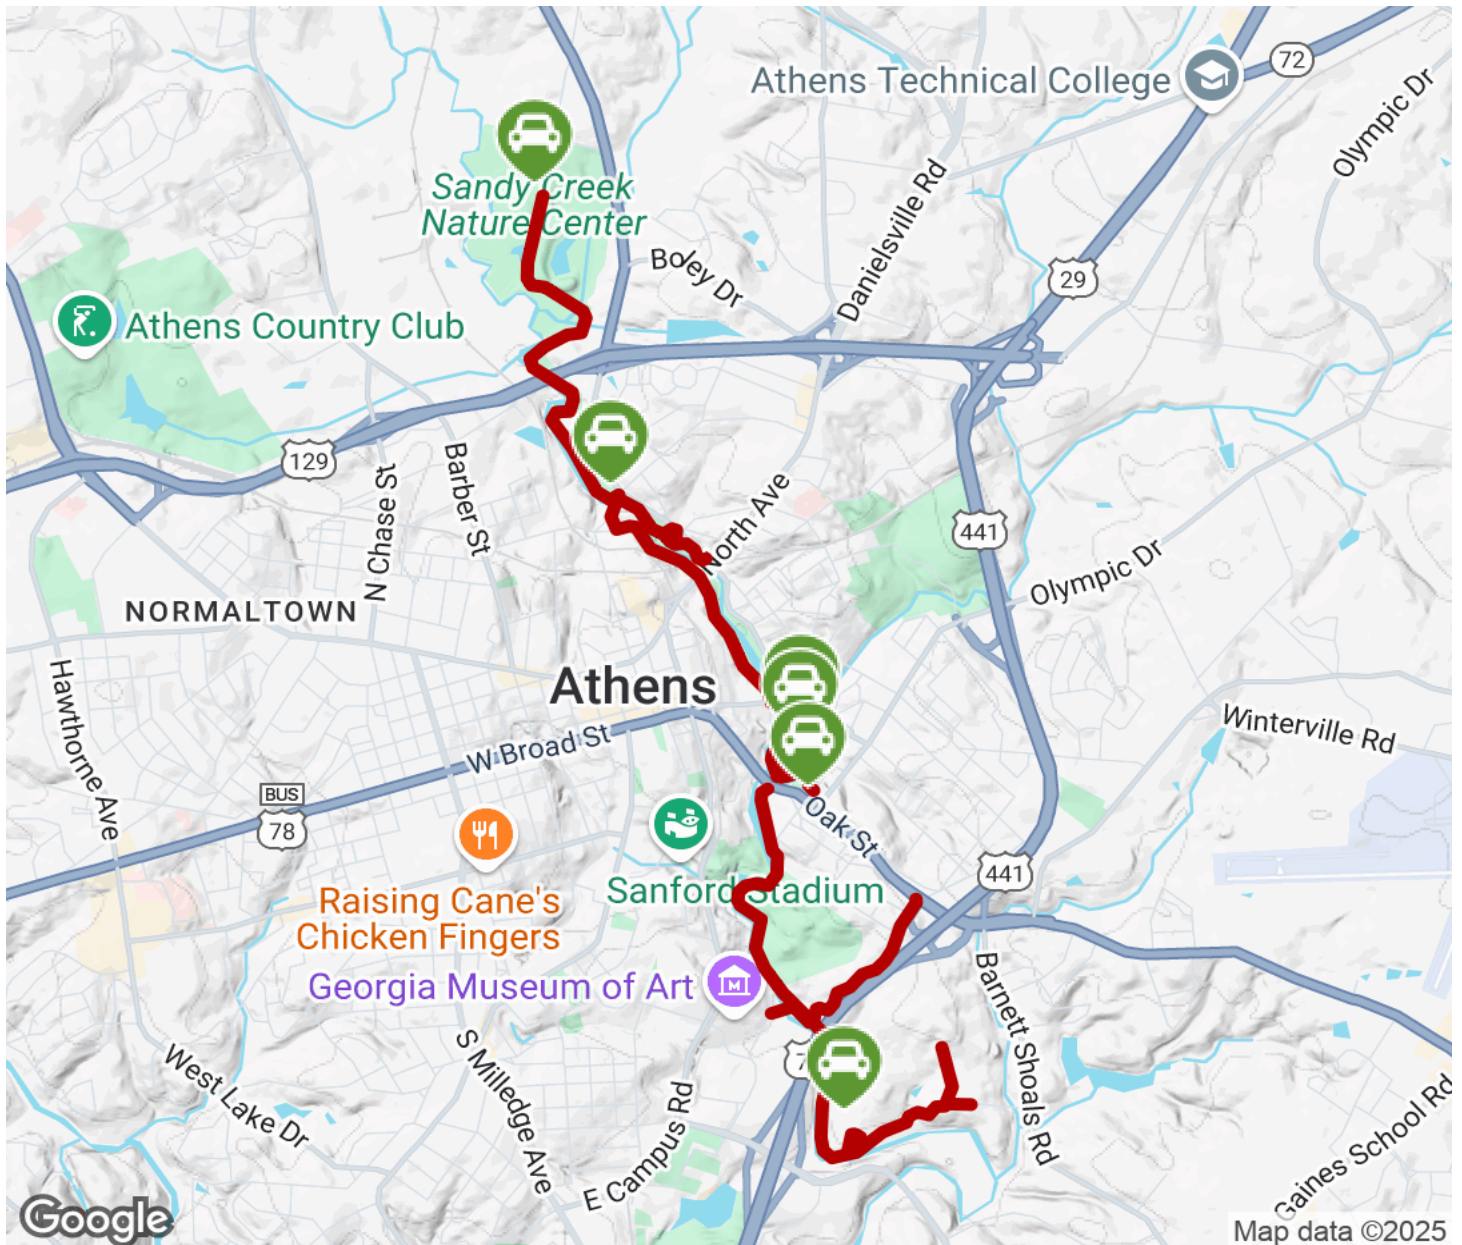 72
Athens Technical College
Olympic Dr
Sandy Creek
Nature Center
Danielsville Rd
Boley Dr
29
Athens Country Club
129
N Chase St
Barber St
North Ave
441
Olympic Dr
NORMALTOWN
Hawthorne Ave
Athens
W Broad St
Winterville Rd
BUS
78
Oak St
441
Raising Cane's
Chicken Fingers
Sanford Stadium
Georgia Museum of Art
Barnett Shoals Rd
S Milledge Ave
West Lake Dr
E Campus Rd
Gaines School Rd
Google
Map data ©2025